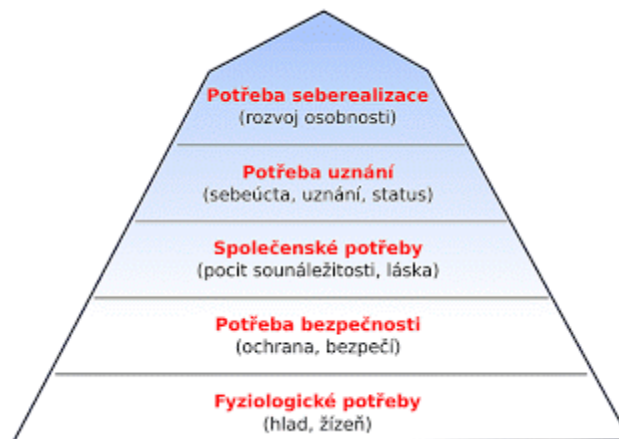 Potřeba seberealizace
(rozvoj osobnosti)
Potřeba uznání
(sebeúcta, uznání, status)
Společenské potřeby
(pocit sounáležitosti, láska)
Potřeba bezpečnosti
(ochrana, bezpečí)
Fyziologické potřeby
(hlad, žízeň)